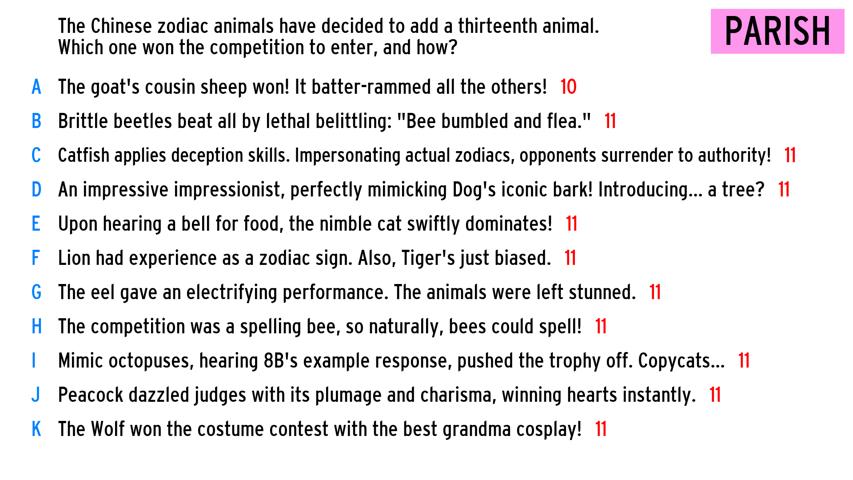 The Chinese zodiac animals have decided to add a thirteenth animal.
Which one won the competition to enter, and how?
PARISH
A The goat's cousin sheep won! It batter-rammed all the others! 10
B Brittle beetles beat all by lethal belittling: "Bee bumbled and flea." 11
C Catfish applies deception skills. Impersonating actual zodiacs, opponents surrender to authority! 11
D An impressive impressionist, perfectly mimicking Dog's iconic bark! Introducing... a tree? 11
E Upon hearing a bell for food, the nimble cat swiftly dominates! 11
F Lion had experience as a zodiac sign. Also, Tiger's just biased. 11
G The eel gave an electrifying performance. The animals were left stunned. 11
H The competition was a spelling bee, so naturally, bees could spell! 11
I Mimic octopuses, hearing 8B's example response, pushed the trophy off. Copycats... 11
J Peacock dazzled judges with its plumage and charisma, winning hearts instantly. 11
K The Wolf won the costume contest with the best grandma cosplay! 11